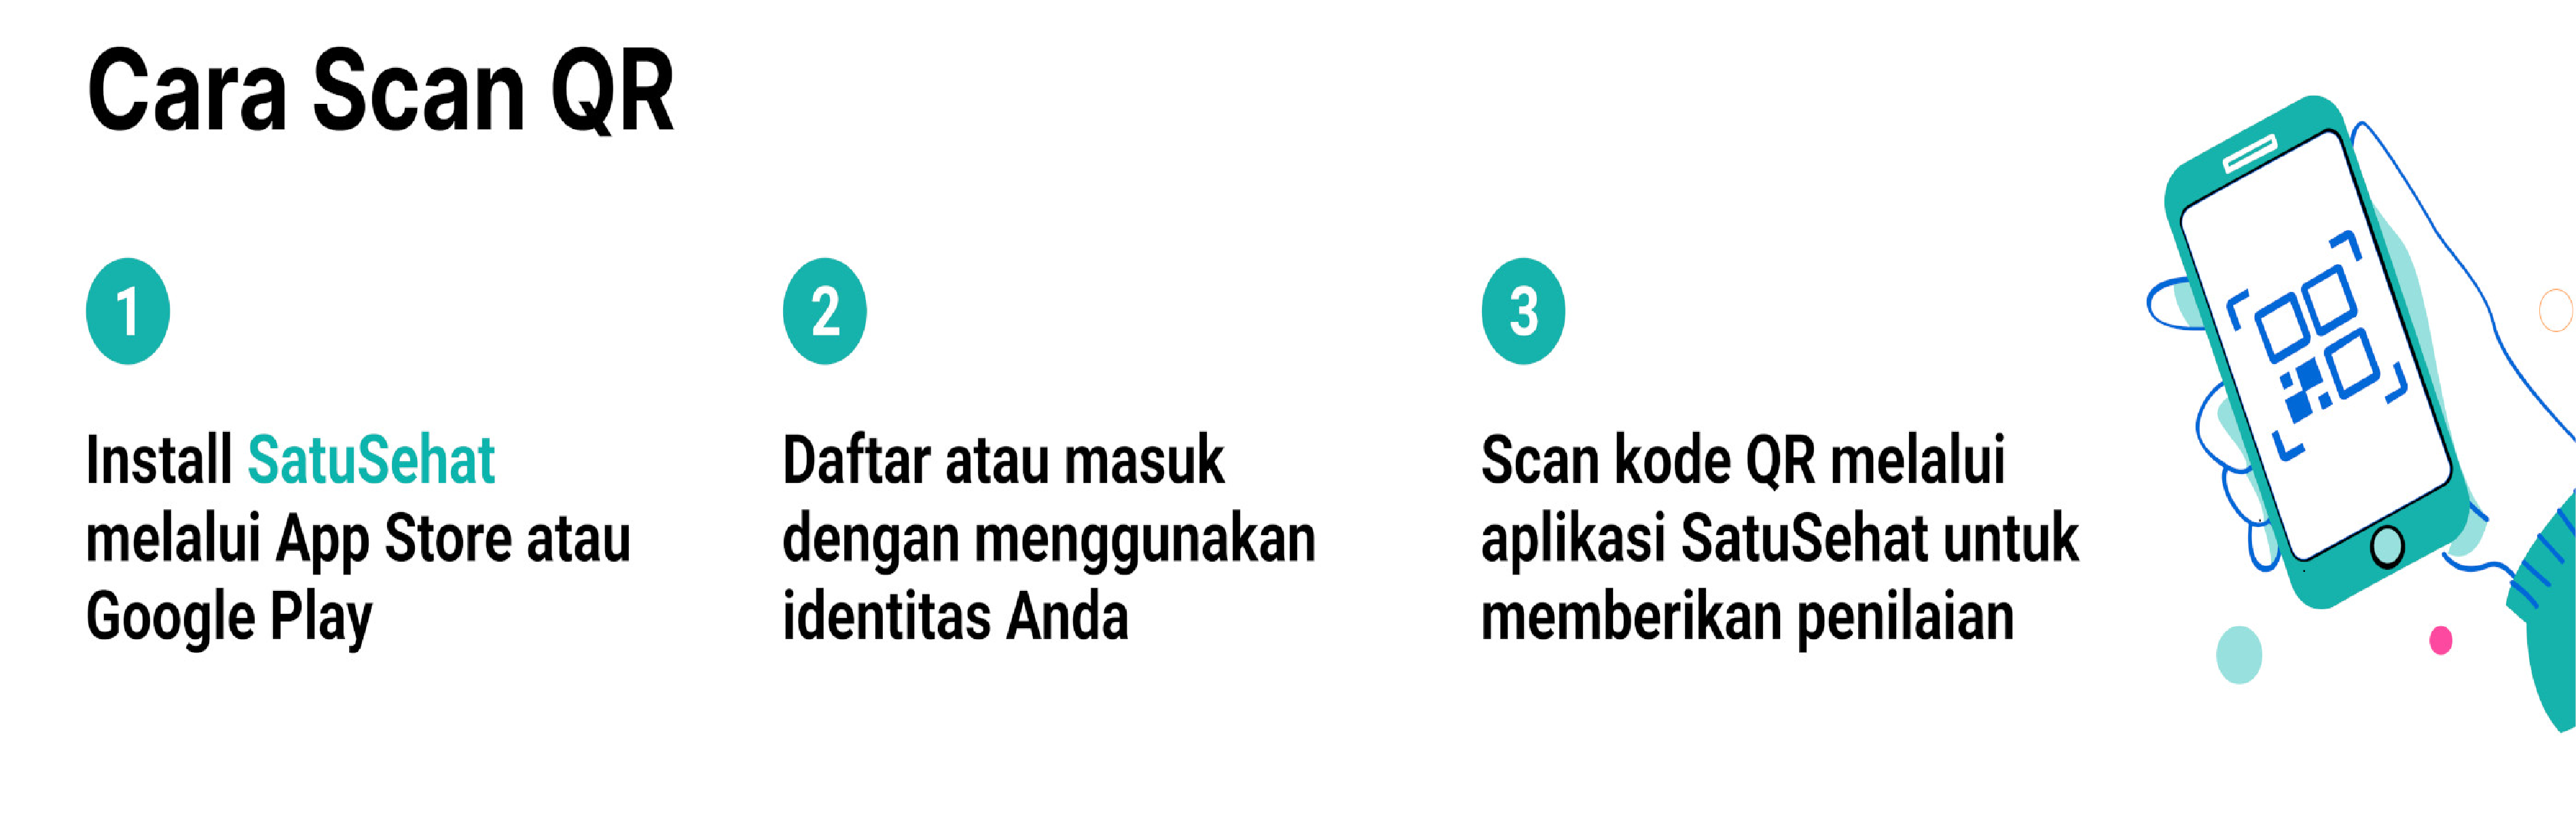 Cara Scan QR
1
Install SatuSehat
melalui App Store atau
Google Play
2
Daftar atau masuk
dengan menggunakan
identitas Anda
3
Scan kode QR melalui
aplikasi SatuSehat untuk
memberikan penilaian